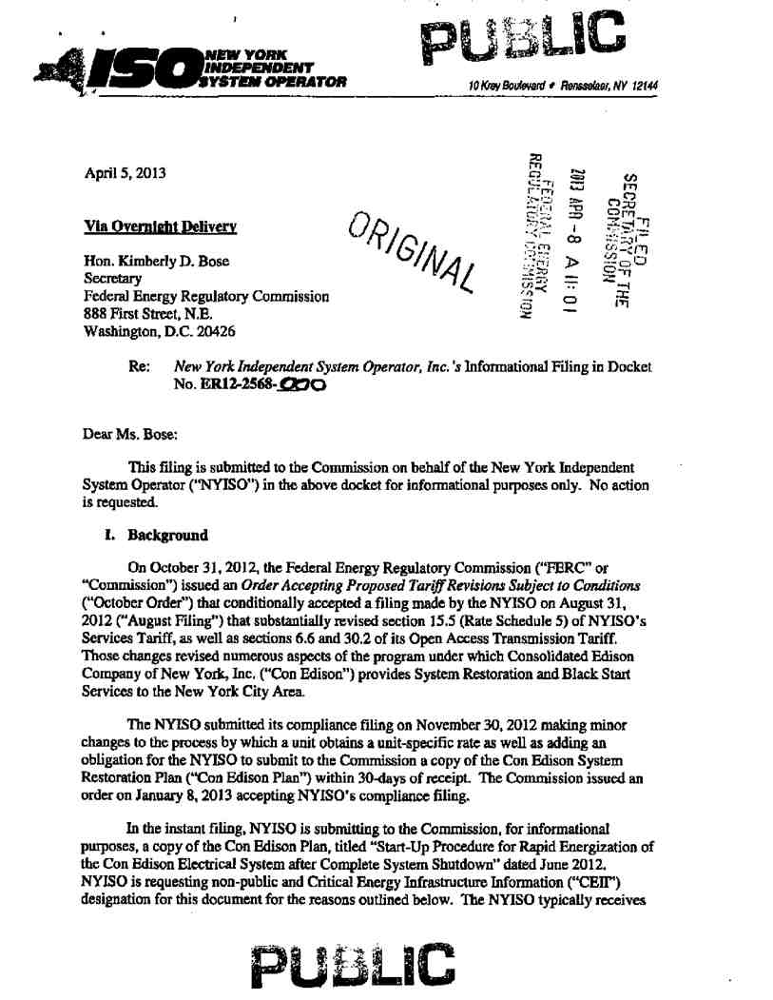 PUBLIC
ISO NEW YORK
INDEPENDENT
SYSTEM OPERATOR
10 Krey Boulevard ♦ Rensselaer, NY 12144
FILED
SECRETARY OF THE
COMMISSION
2013 APR -8 A 11: 01
FEDERAL ENERGY
REGULATORY COMMISSION
ORIGINAL
April 5, 2013
Via Overnight Delivery
Hon. Kimberly D. Bose
Secretary
Federal Energy Regulatory Commission
888 First Street, N.E.
Washington, D.C. 20426
Re: New York Independent System Operator, Inc.'s Informational Filing in Docket
No. ER12-2568-000
Dear Ms. Bose:
This filing is submitted to the Commission on behalf of the New York Independent
System Operator ("NYISO") in the above docket for informational purposes only. No action
is requested.
I. Background
On October 31, 2012, the Federal Energy Regulatory Commission ("FERC" or
"Commission") issued an Order Accepting Proposed Tariff Revisions Subject to Conditions
("October Order") that conditionally accepted a filing made by the NYISO on August 31,
2012 ("August Filing") that substantially revised section 15.5 (Rate Schedule 5) of NYISO's
Services Tariff, as well as sections 6.6 and 30.2 of its Open Access Transmission Tariff.
Those changes revised numerous aspects of the program under which Consolidated Edison
Company of New York, Inc. ("Con Edison") provides System Restoration and Black Start
Services to the New York City Area.
The NYISO submitted its compliance filing on November 30, 2012 making minor
changes to the process by which a unit obtains a unit-specific rate as well as adding an
obligation for the NYISO to submit to the Commission a copy of the Con Edison System
Restoration Plan ("Con Edison Plan") within 30-days of receipt. The Commission issued an
order on January 8, 2013 accepting NYISO's compliance filing.
In the instant filing, NYISO is submitting to the Commission, for informational
purposes, a copy of the Con Edison Plan, titled "Start-Up Procedure for Rapid Energization of
the Con Edison Electrical System after Complete System Shutdown" dated June 2012.
NYISO is requesting non-public and Critical Energy Infrastructure Information ("CEII")
designation for this document for the reasons outlined below. The NYISO typically receives
PUBLIC